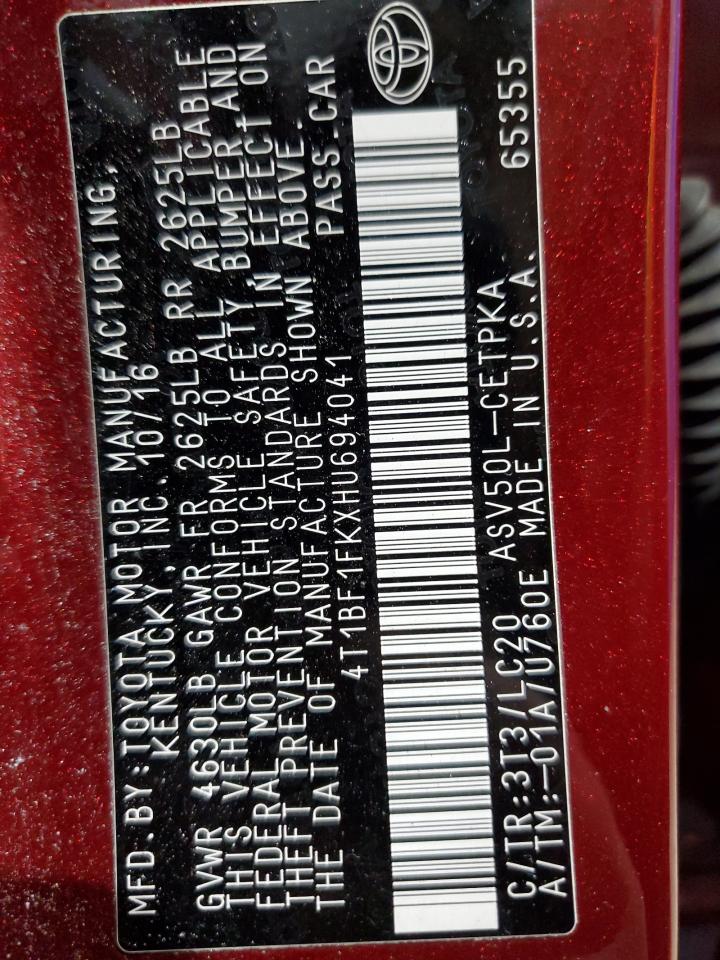 MFD.BY:TOYOTA MOTOR MANUFACTURING,
KENTUCKY, INC. 10/16
GVWR 4630LB GAWR FR 2625LB RR 2625LB
THIS VEHICLE CONFORMS TO ALL APPLICABLE
FEDERAL MOTOR VEHICLE SAFETY, BUMPER AND
THEFT PREVENTION STANDARDS IN EFFECT ON
THE DATE OF MANUFACTURE SHOWN ABOVE.
4T1BF1FKXHU694041 PASS.CAR
C/TR:3T3/LC20 ASV50L-CETPKA 65355
A/TM:-01A/U760E MADE IN U.S.A.